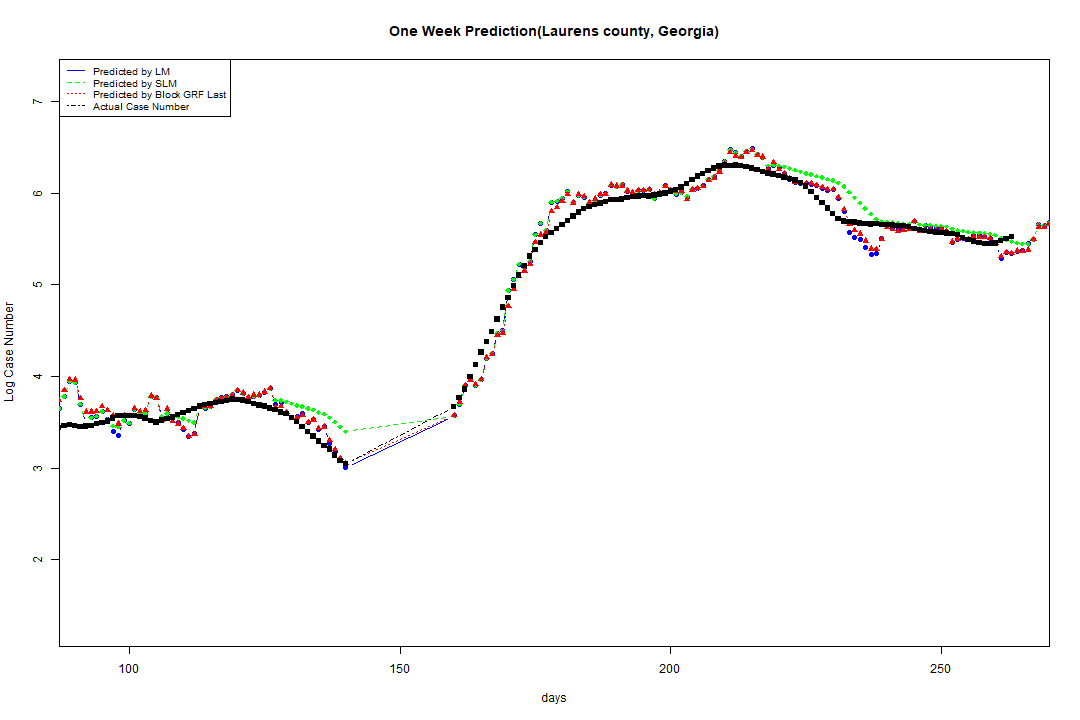 One Week Prediction(Laurens county, Georgia)
Predicted by LM
Predicted by SLM
Predicted by Block GRF Last
Actual Case Number
7
6
5
4
3
2
Log Case Number
100
150
200
250
days